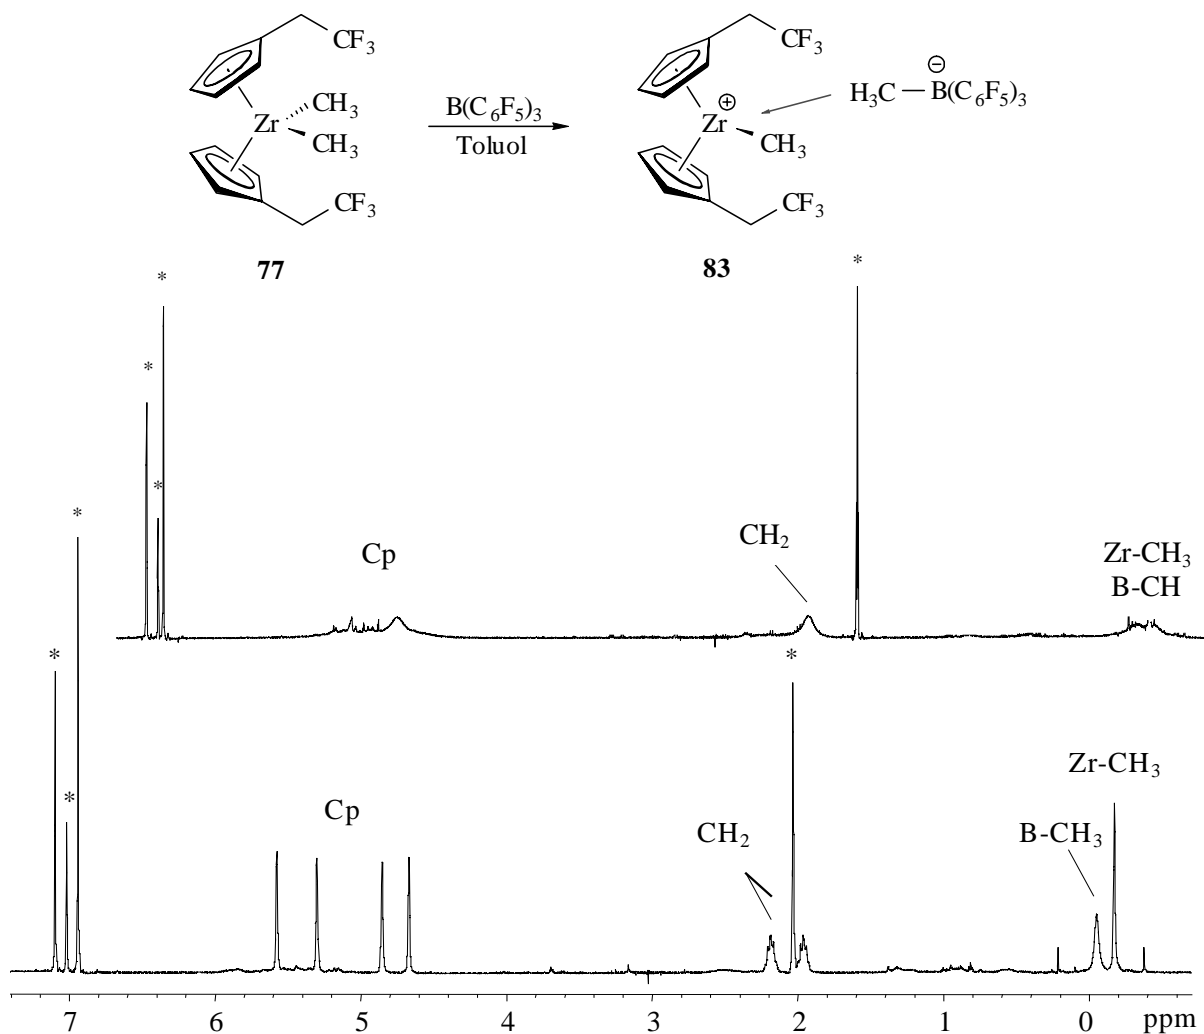 CF3
CH3
Zr
CH3
CF3
77
B(C6F5)3
Toluol
CF3
⊕
Zr
CH3
CF3
83
⊖
H3C—B(C6F5)3
*
*
*
*
*
Cp
CH2
Zr-CH3
B-CH
*
*
*
Cp
CH2
B-CH3
Zr-CH3
7 6 5 4 3 2 1 0 ppm